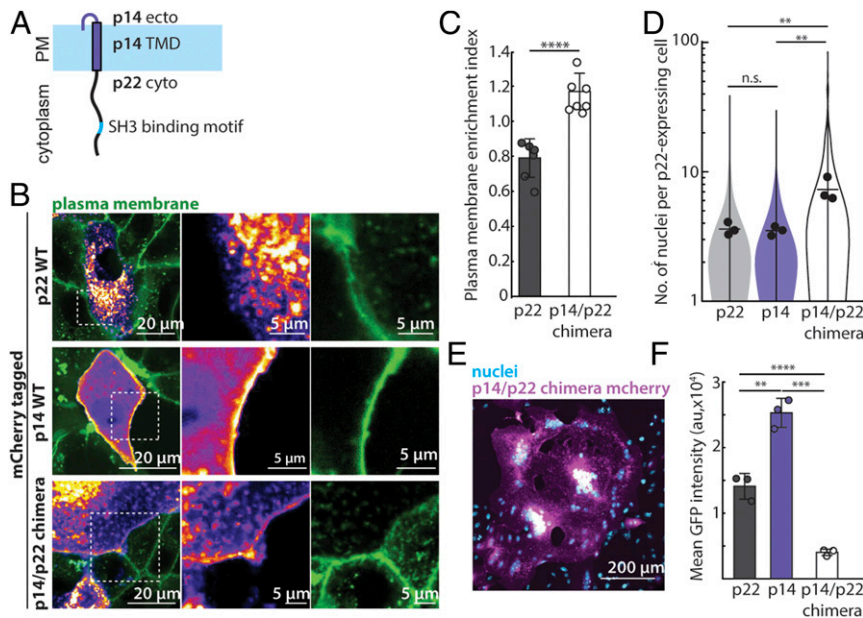 A
PM
cytoplasm
p14 ecto
p14 TMD
p22 cyto
SH3 binding motif
B
plasma membrane
mCherry tagged
p22 WT
20 µm
5 µm
5 µm
p14 WT
20 µm
5 µm
5 µm
p14/p22 chimera
20 µm
5 µm
5 µm
C
Plasma membrane enrichment index
1.4
1.2
1.0
0.8
0.6
0.4
0.2
0
****
p22 p14/p22
chimera
D
No. of nuclei per p22-expressing cell
100
10
1
**
**
n.s.
p22 p14 p14/p22
chimera
E
nuclei
p14/p22 chimera mcherry
200 µm
F
Mean GFP intensity (au,x10⁴)
****
** ***
p22 p14 p14/p22
chimera